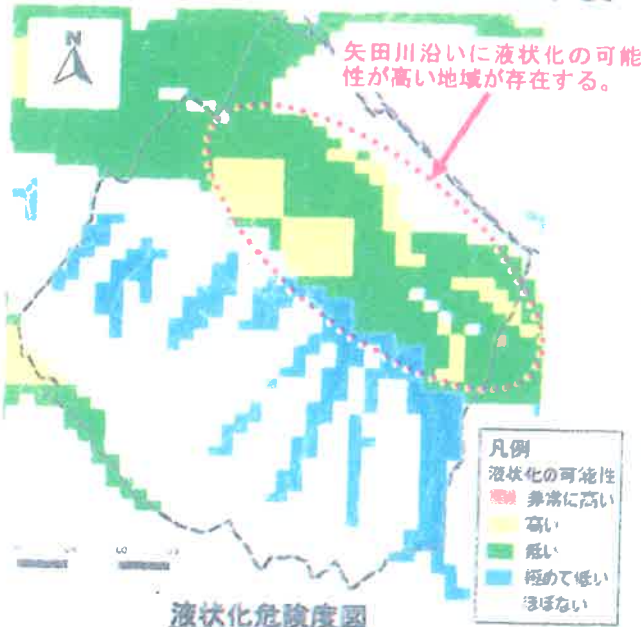 N
矢田川沿いに液状化の可能
性が高い地域が存在する。
凡例
液状化の可能性
非常に高い
高い
低い
極めて低い
ほぼない
液状化危険度図